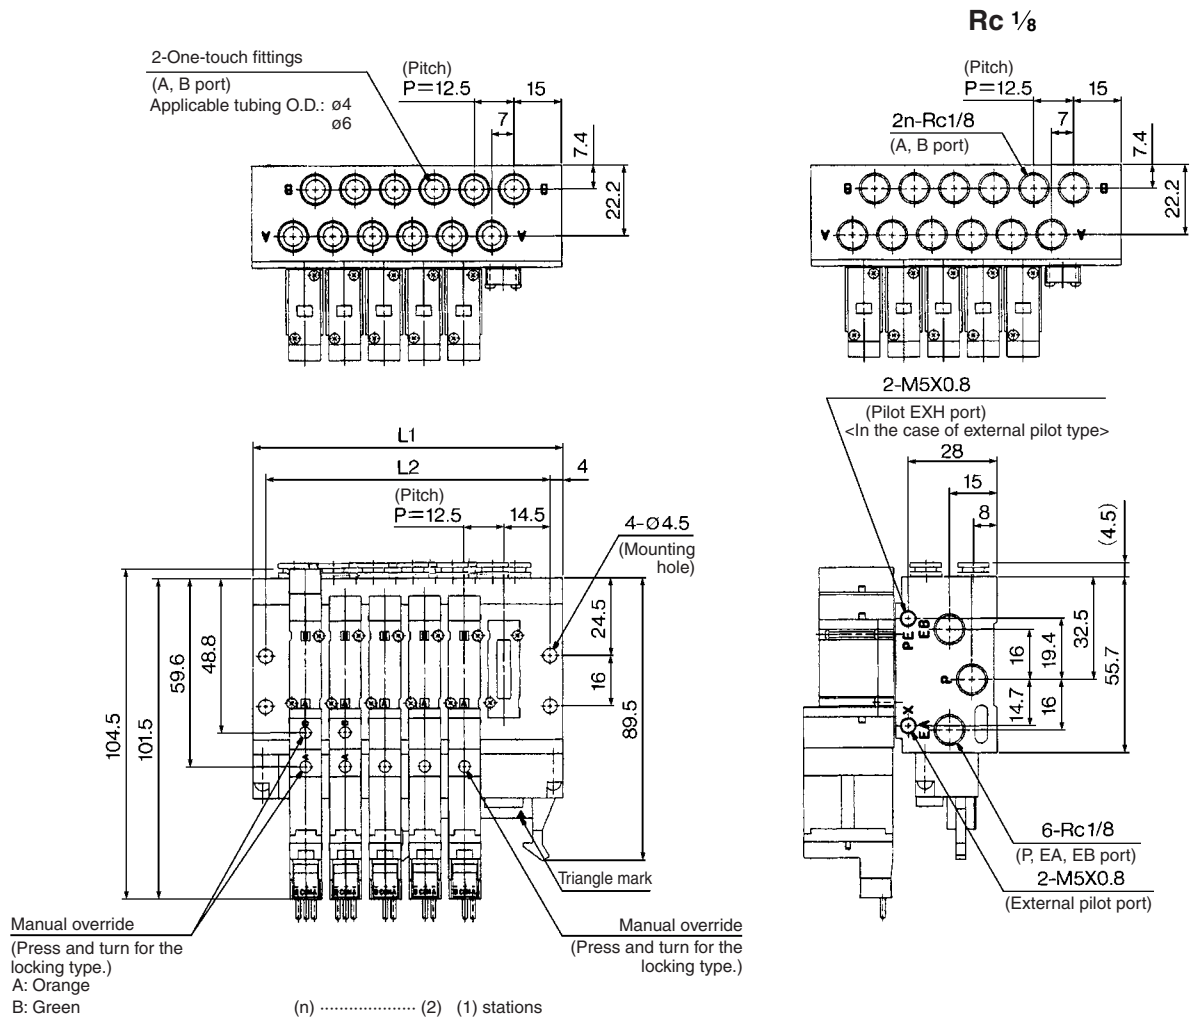 Rc 1/8
2-One-touch fittings
(A, B port)
Applicable tubing O.D.: ø4
ø6
(Pitch)
P=12.5
15
7
7.4
22.2
B
B
A
A
(Pitch)
P=12.5
15
2n-Rc1/8
(A, B port)
7
7.4
22.2
B
B
A
A
2-M5X0.8
(Pilot EXH port)
<In the case of external pilot type>
L1
L2
4
(Pitch)
P=12.5
14.5
4-Ø4.5
(Mounting
hole)
104.5
101.5
59.6
48.8
24.5
16
89.5
28
15
8
(4.5)
PE
EB
P
X
EA
16
19.4
32.5
55.7
14.7
16
6-Rc1/8
(P, EA, EB port)
2-M5X0.8
(External pilot port)
Triangle mark
Manual override
(Press and turn for the
locking type.)
A: Orange
B: Green
Manual override
(Press and turn for the
locking type.)
(n) ···················· (2) (1) stations